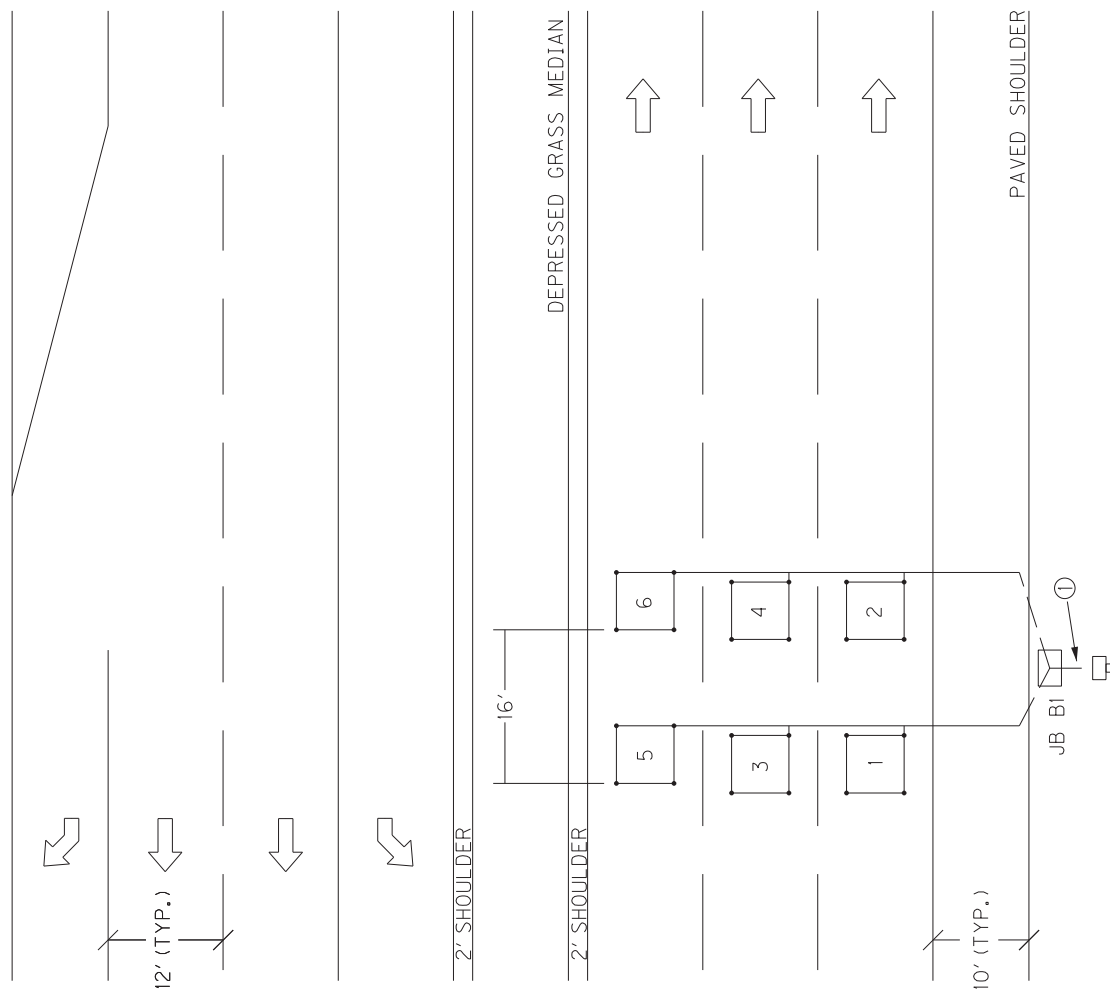 DEPRESSED GRASS MEDIAN
PAVED SHOULDER
16'
6
4
2
1
5
3
1
JB B1
2' SHOULDER
2' SHOULDER
12' (TYP.)
10' (TYP.)